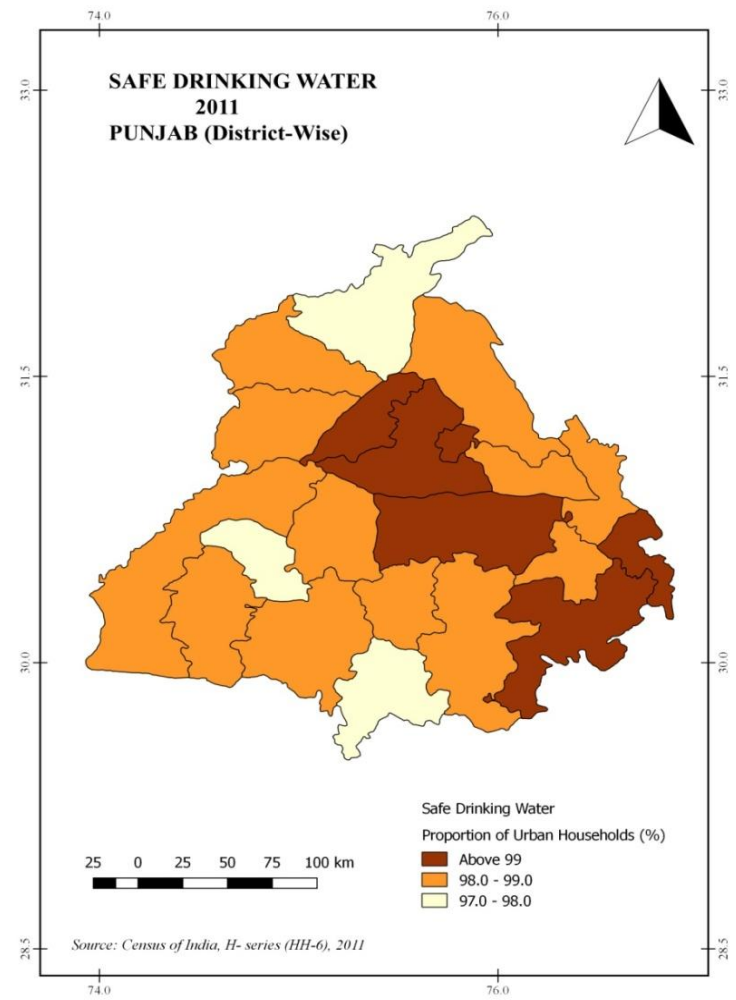 74.0 76.0
33.0 33.0
SAFE DRINKING WATER
2011
PUNJAB (District-Wise)
31.5 31.5
30.0 30.0
Safe Drinking Water
Proportion of Urban Households (%)
Above 99
98.0 - 99.0
97.0 - 98.0
25 0 25 50 75 100 km
Source: Census of India, H- series (HH-6), 2011
28.5 28.5
74.0 76.0